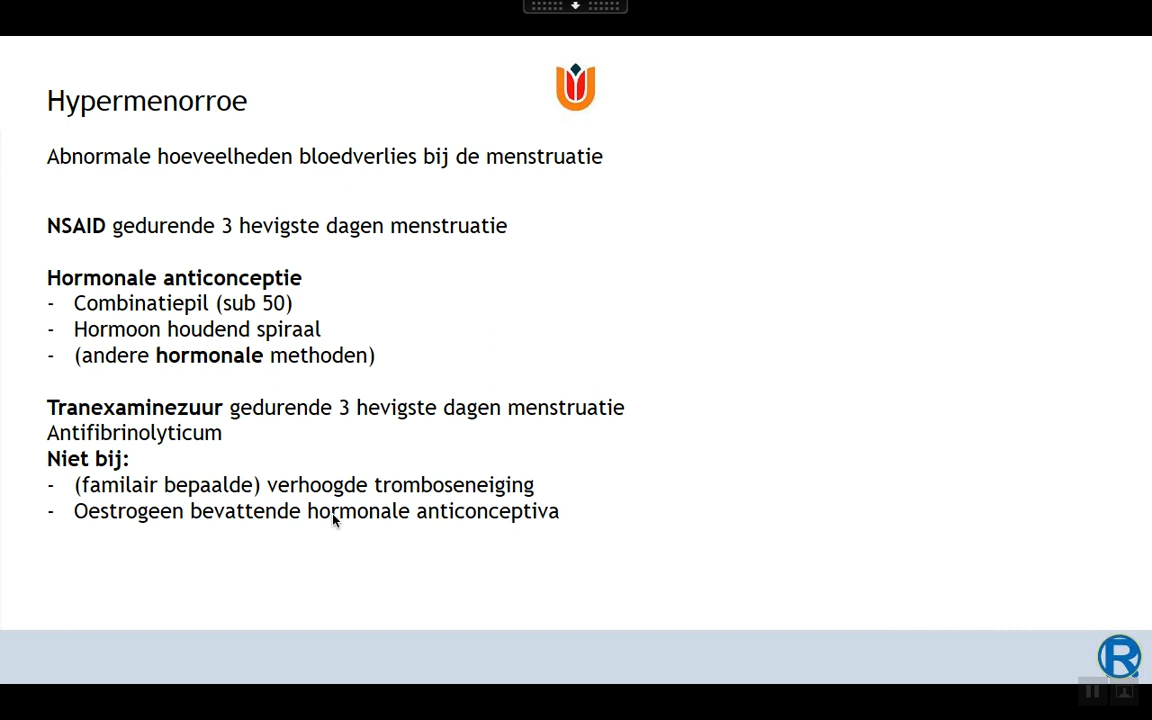 Hypermenorroe
Abnormale hoeveelheden bloedverlies bij de menstruatie
NSAID gedurende 3 hevigste dagen menstruatie
Hormonale anticonceptie
- Combinatiepil (sub 50)
- Hormoon houdend spiraal
- (andere hormonale methoden)
Tranexaminezuur gedurende 3 hevigste dagen menstruatie
Antifibrinolyticum
Niet bij:
- (familair bepaalde) verhoogde tromboseneiging
- Oestrogeen bevattende hormonale anticonceptiva
R